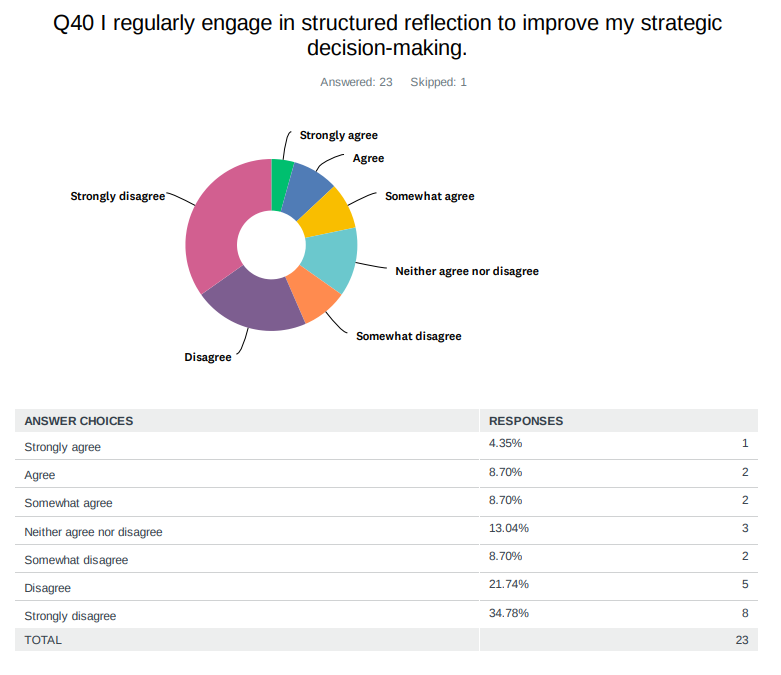 Q40 I regularly engage in structured reflection to improve my strategic
decision-making.
Answered: 23 Skipped: 1
Strongly agree
Agree
Strongly disagree
Somewhat agree
Neither agree nor disagree
Somewhat disagree
Disagree
ANSWER CHOICES RESPONSES
Strongly agree 4.35% 1
Agree 8.70% 2
Somewhat agree 8.70% 2
Neither agree nor disagree 13.04% 3
Somewhat disagree 8.70% 2
Disagree 21.74% 5
Strongly disagree 34.78% 8
TOTAL 23